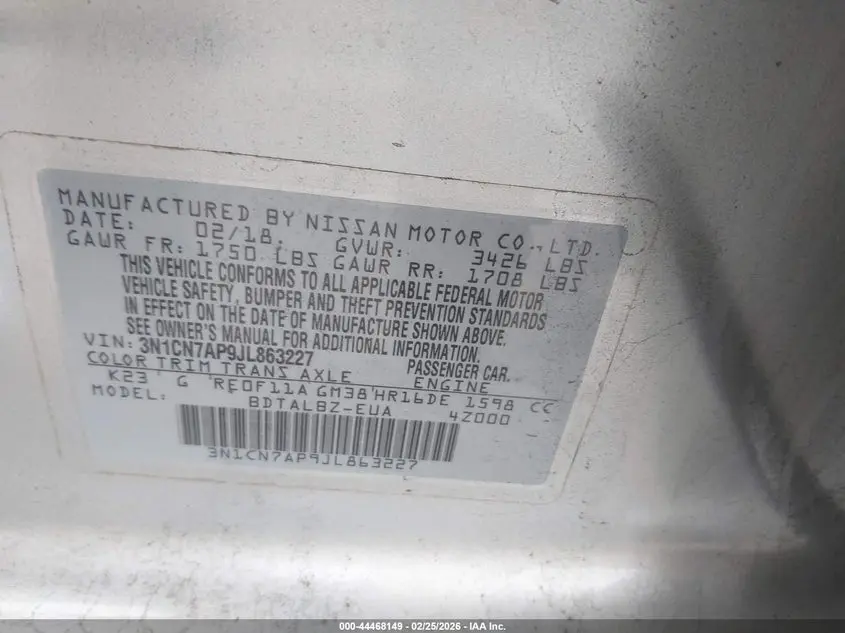 MANUFACTURED BY NISSAN MOTOR CO., LTD.
DATE: 02/18. GVWR: 3426 LBS
GAWR FR: 1750 LBS GAWR RR: 1708 LBS
THIS VEHICLE CONFORMS TO ALL APPLICABLE FEDERAL MOTOR
VEHICLE SAFETY, BUMPER AND THEFT PREVENTION STANDARDS
IN EFFECT ON THE DATE OF MANUFACTURE SHOWN ABOVE.
SEE OWNER'S MANUAL FOR ADDITIONAL INFORMATION.
VIN: 3N1CN7AP9JL863227 PASSENGER CAR.
COLOR TRIM TRANS AXLE ENGINE
K23 G RE0F11A GM38 HR16DE 1598 CC
MODEL: BDTALBZ-EUA 4Z000
3N1CN7AP9JL863227
000-44468149 - 02/25/2026 - IAA Inc.